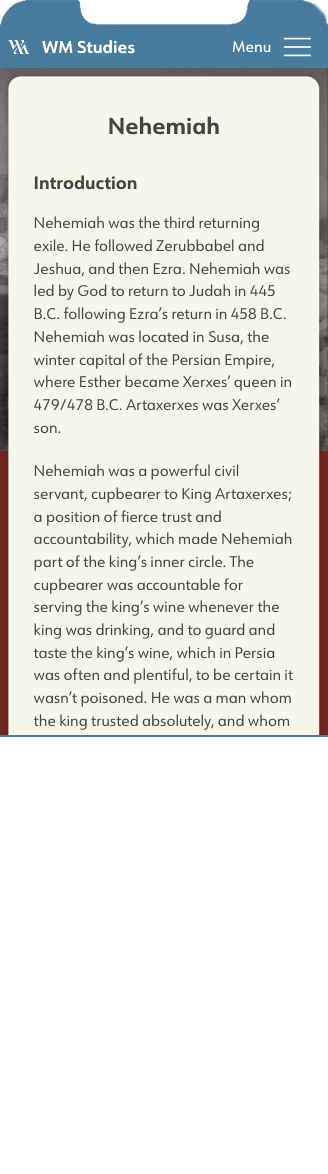 WM Studies
Menu
Nehemiah
Introduction
Nehemiah was the third returning
exile. He followed Zerubbabel and
Jeshua, and then Ezra. Nehemiah was
led by God to return to Judah in 445
B.C. following Ezra’s return in 458 B.C.
Nehemiah was located in Susa, the
winter capital of the Persian Empire,
where Esther became Xerxes’ queen in
479/478 B.C. Artaxerxes was Xerxes’
son.
Nehemiah was a powerful civil
servant, cupbearer to King Artaxerxes;
a position of fierce trust and
accountability, which made Nehemiah
part of the king’s inner circle. The
cupbearer was accountable for
serving the king’s wine whenever the
king was drinking, and to guard and
taste the king’s wine, which in Persia
was often and plentiful, to be certain it
wasn’t poisoned. He was a man whom
the king trusted absolutely, and whom